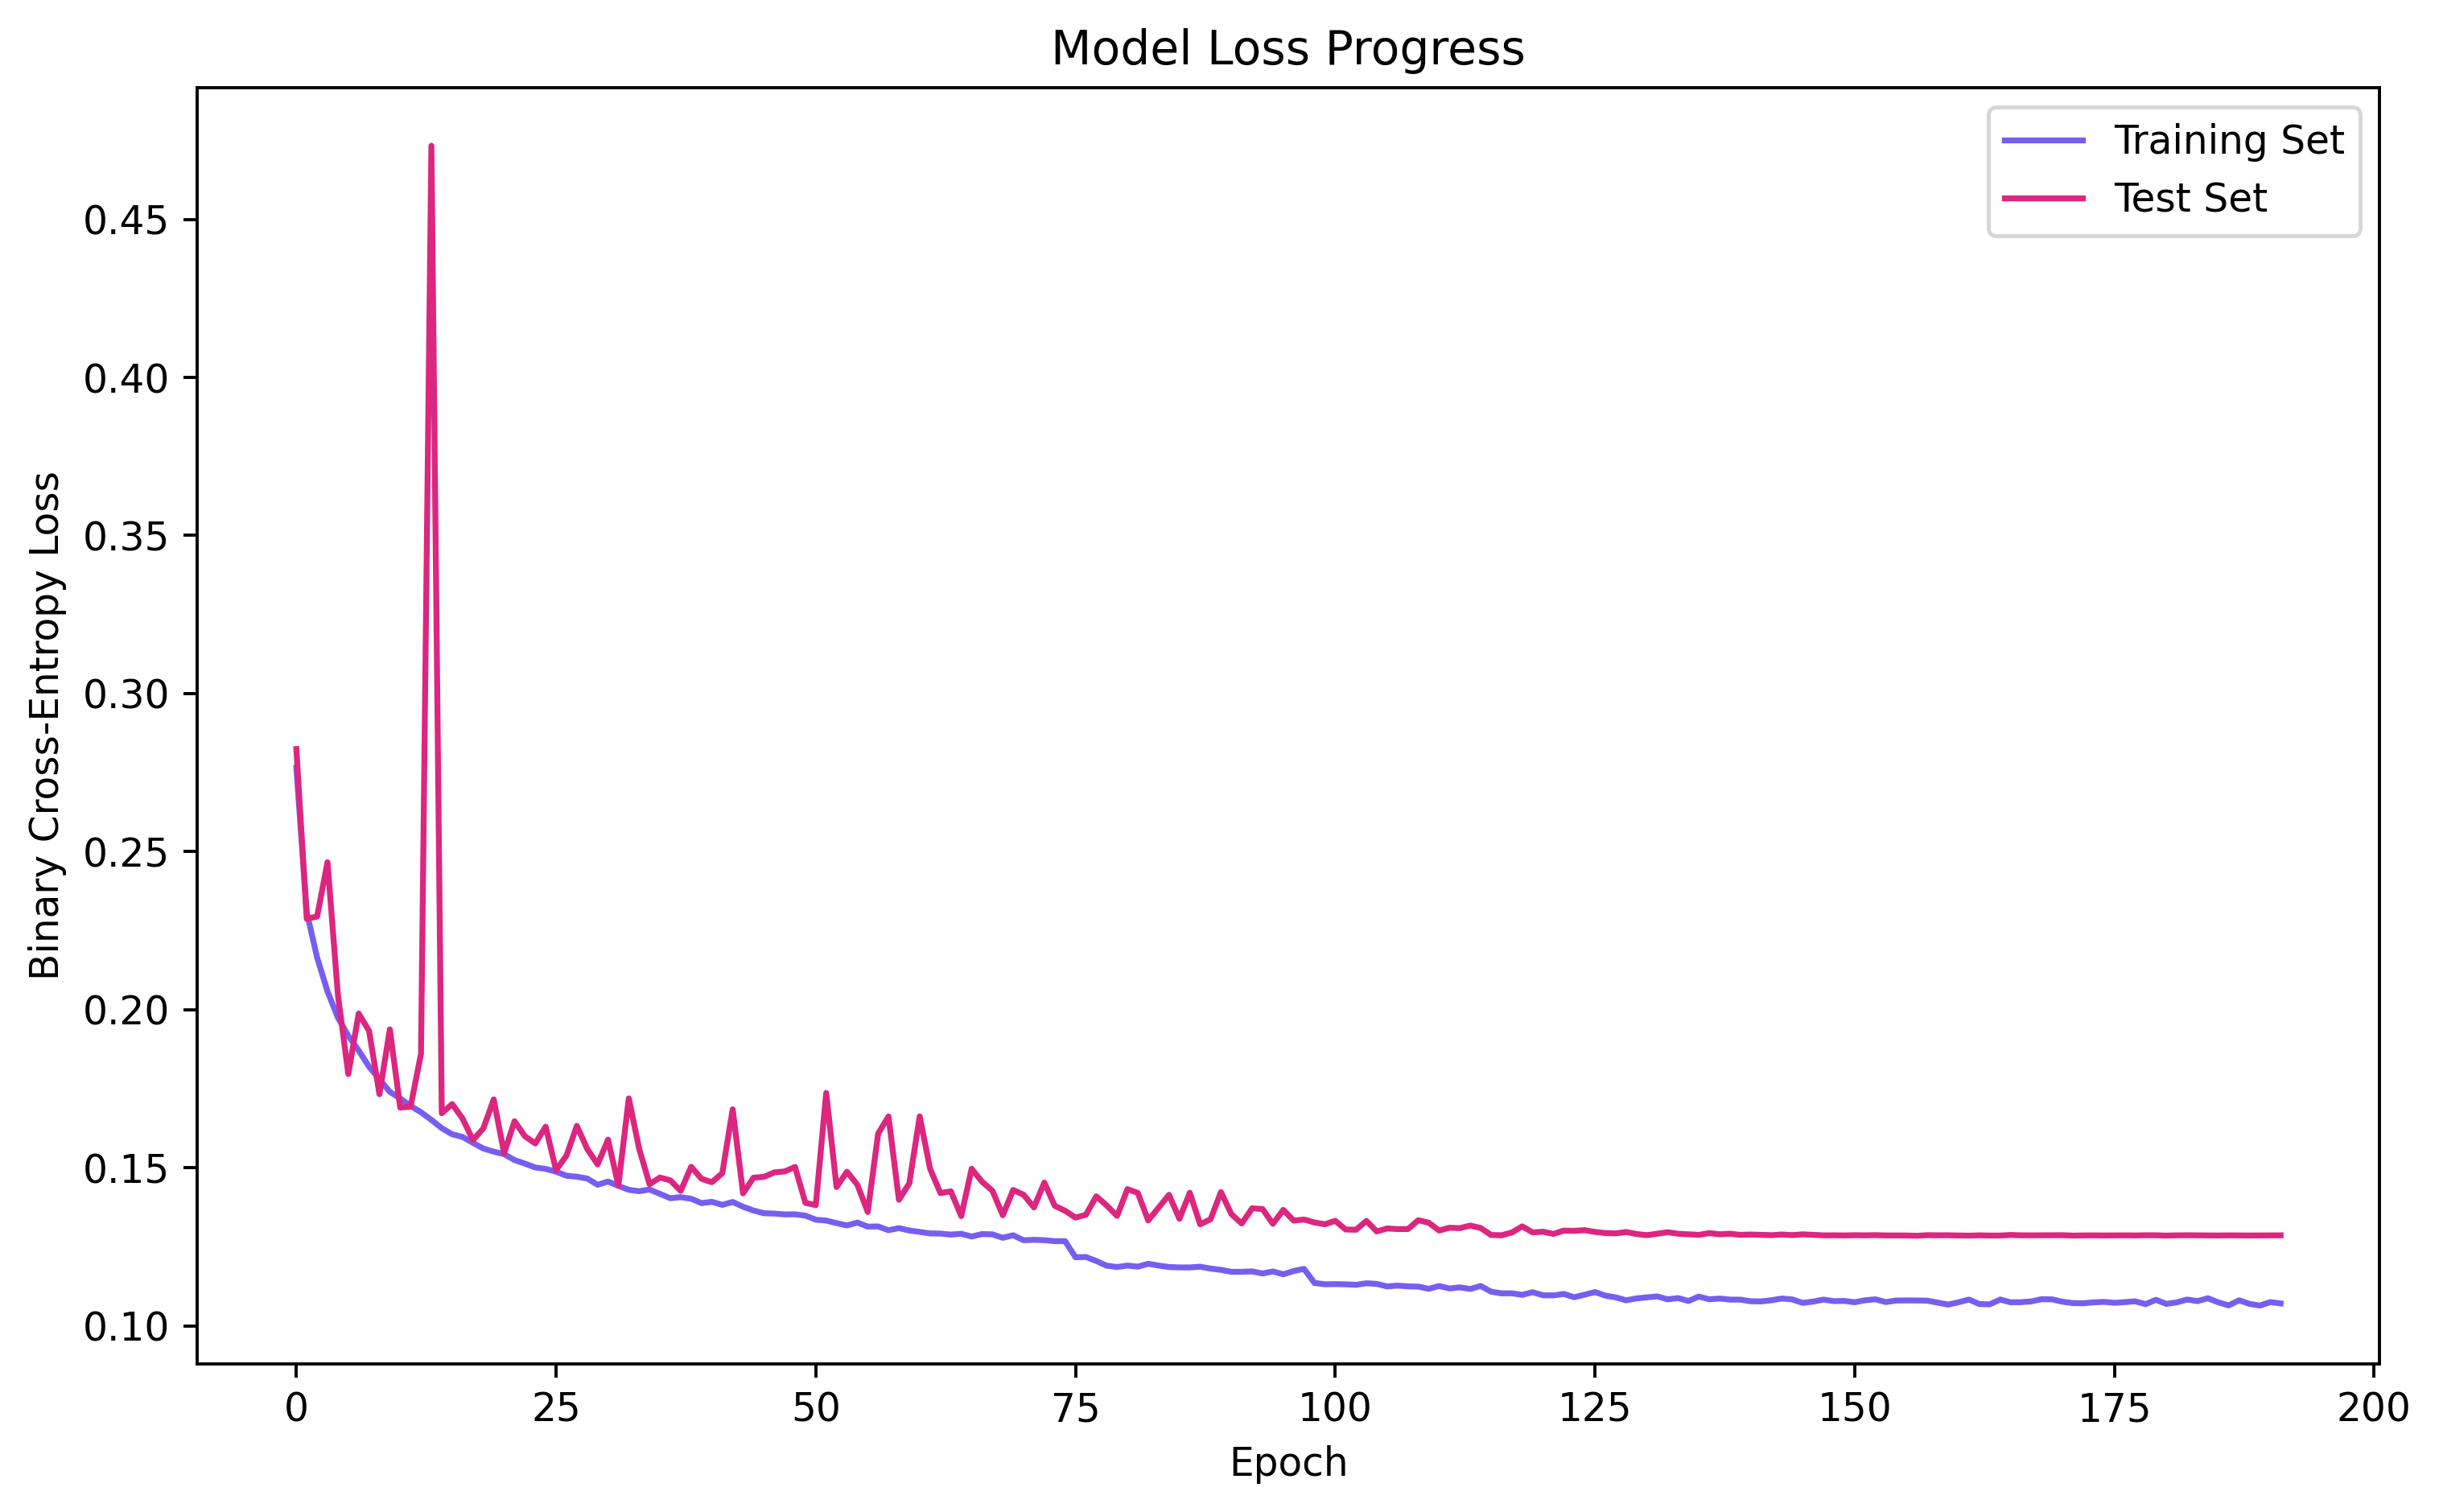 Model Loss Progress
Training Set
Test Set
Binary Cross-Entropy Loss
0.45
0.40
0.35
0.30
0.25
0.20
0.15
0.10
0 25 50 75 100 125 150 175 200
Epoch